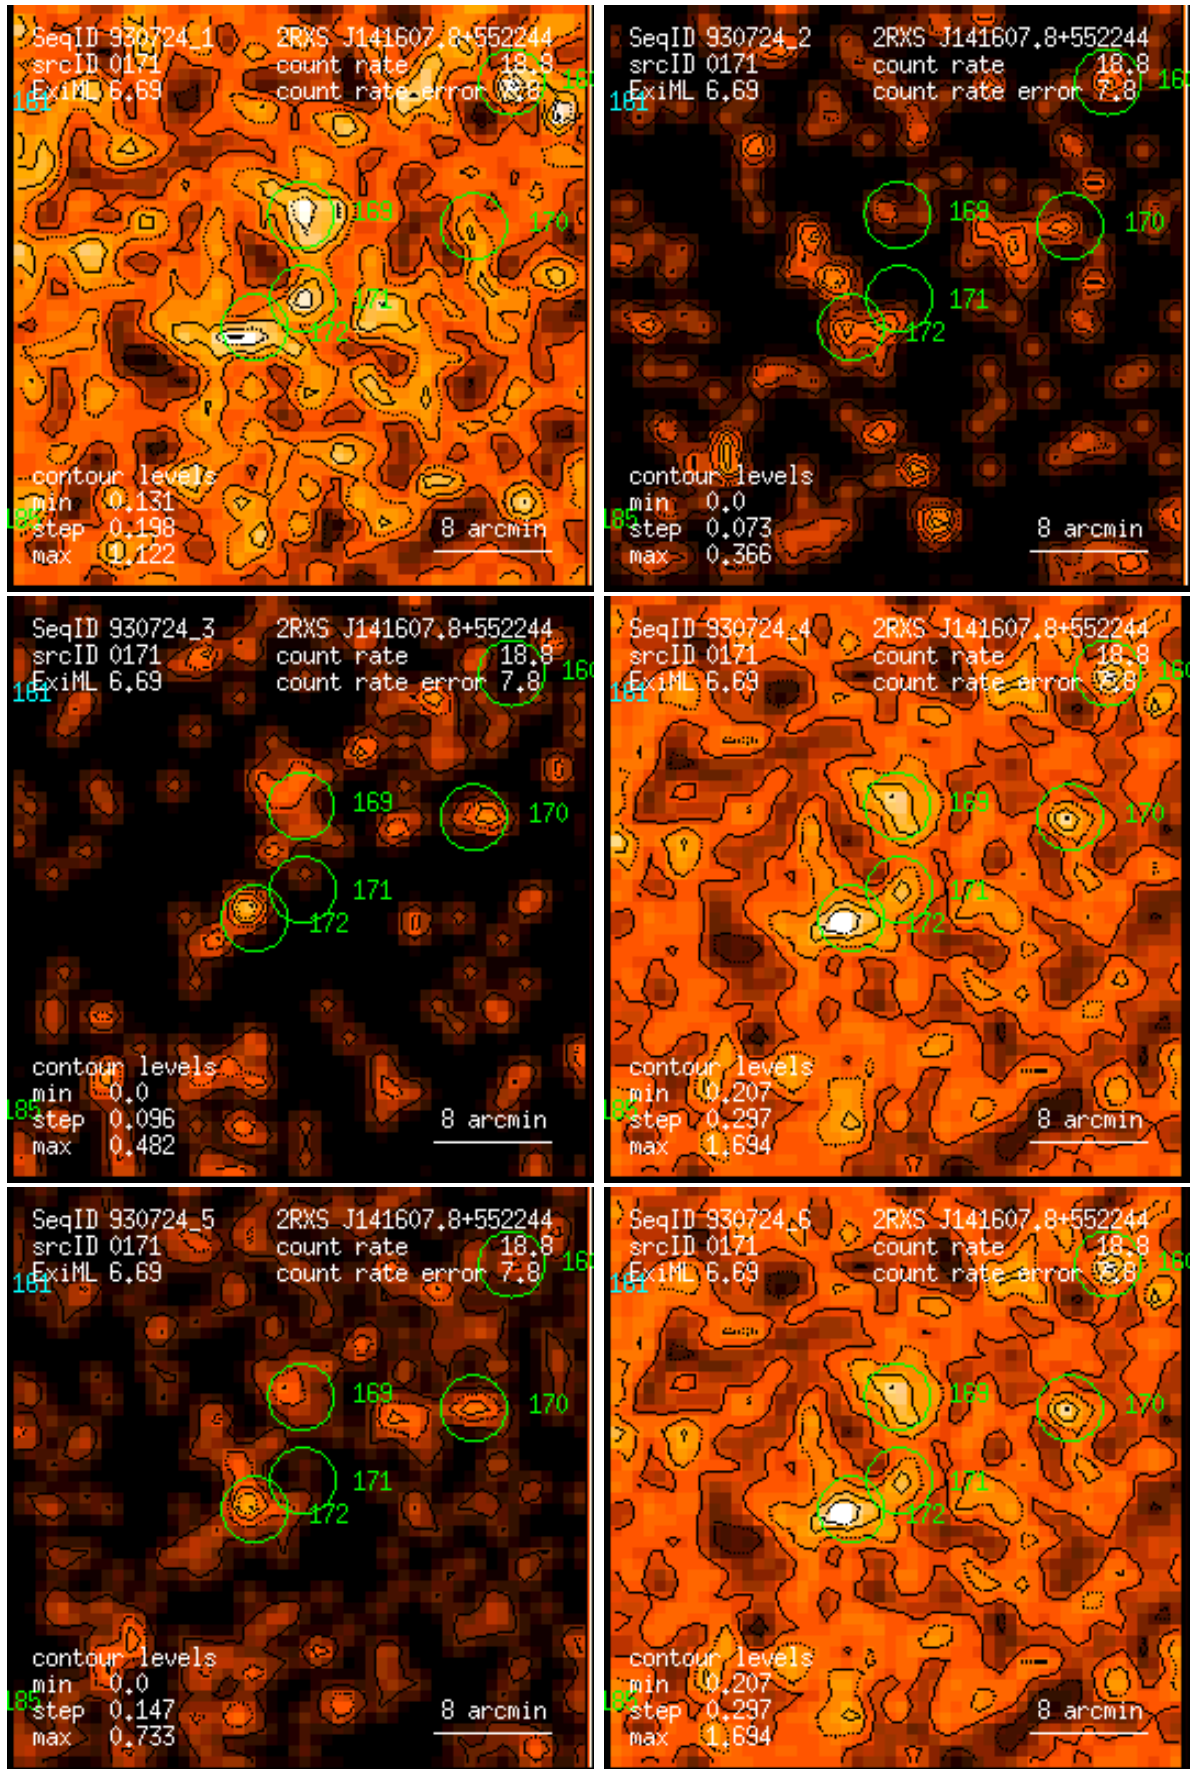 SeqID 930724_1 2RXS J141607.8+552244
srcID 0171 count rate 18.8
ExiML 6.69 count rate error 7.8
161
169
170
171
172
contour levels
min 0.131
185
step 0.198
max 1.122
8 arcmin
SeqID 930724_2 2RXS J141607.8+552244
srcID 0171 count rate 18.8
ExiML 6.69 count rate error 7.8
161
169
170
171
172
contour levels
min 0.0
185
step 0.073
max 0.366
8 arcmin
SeqID 930724_3 2RXS J141607.8+552244
srcID 0171 count rate 18.8
ExiML 6.69 count rate error 7.8
161
169
170
171
172
contour levels
min 0.0
185
step 0.096
max 0.482
8 arcmin
SeqID 930724_4 2RXS J141607.8+552244
srcID 0171 count rate 18.8
ExiML 6.69 count rate error 7.8
161
169
170
171
172
contour levels
min 0.207
185
step 0.297
max 1.694
8 arcmin
SeqID 930724_5 2RXS J141607.8+552244
srcID 0171 count rate 18.8
ExiML 6.69 count rate error 7.8
161
169
170
171
172
contour levels
min 0.0
185
step 0.147
max 0.733
8 arcmin
SeqID 930724_6 2RXS J141607.8+552244
srcID 0171 count rate 18.8
ExiML 6.69 count rate error 7.8
161
169
170
171
172
contour levels
min 0.207
185
step 0.297
max 1.694
8 arcmin